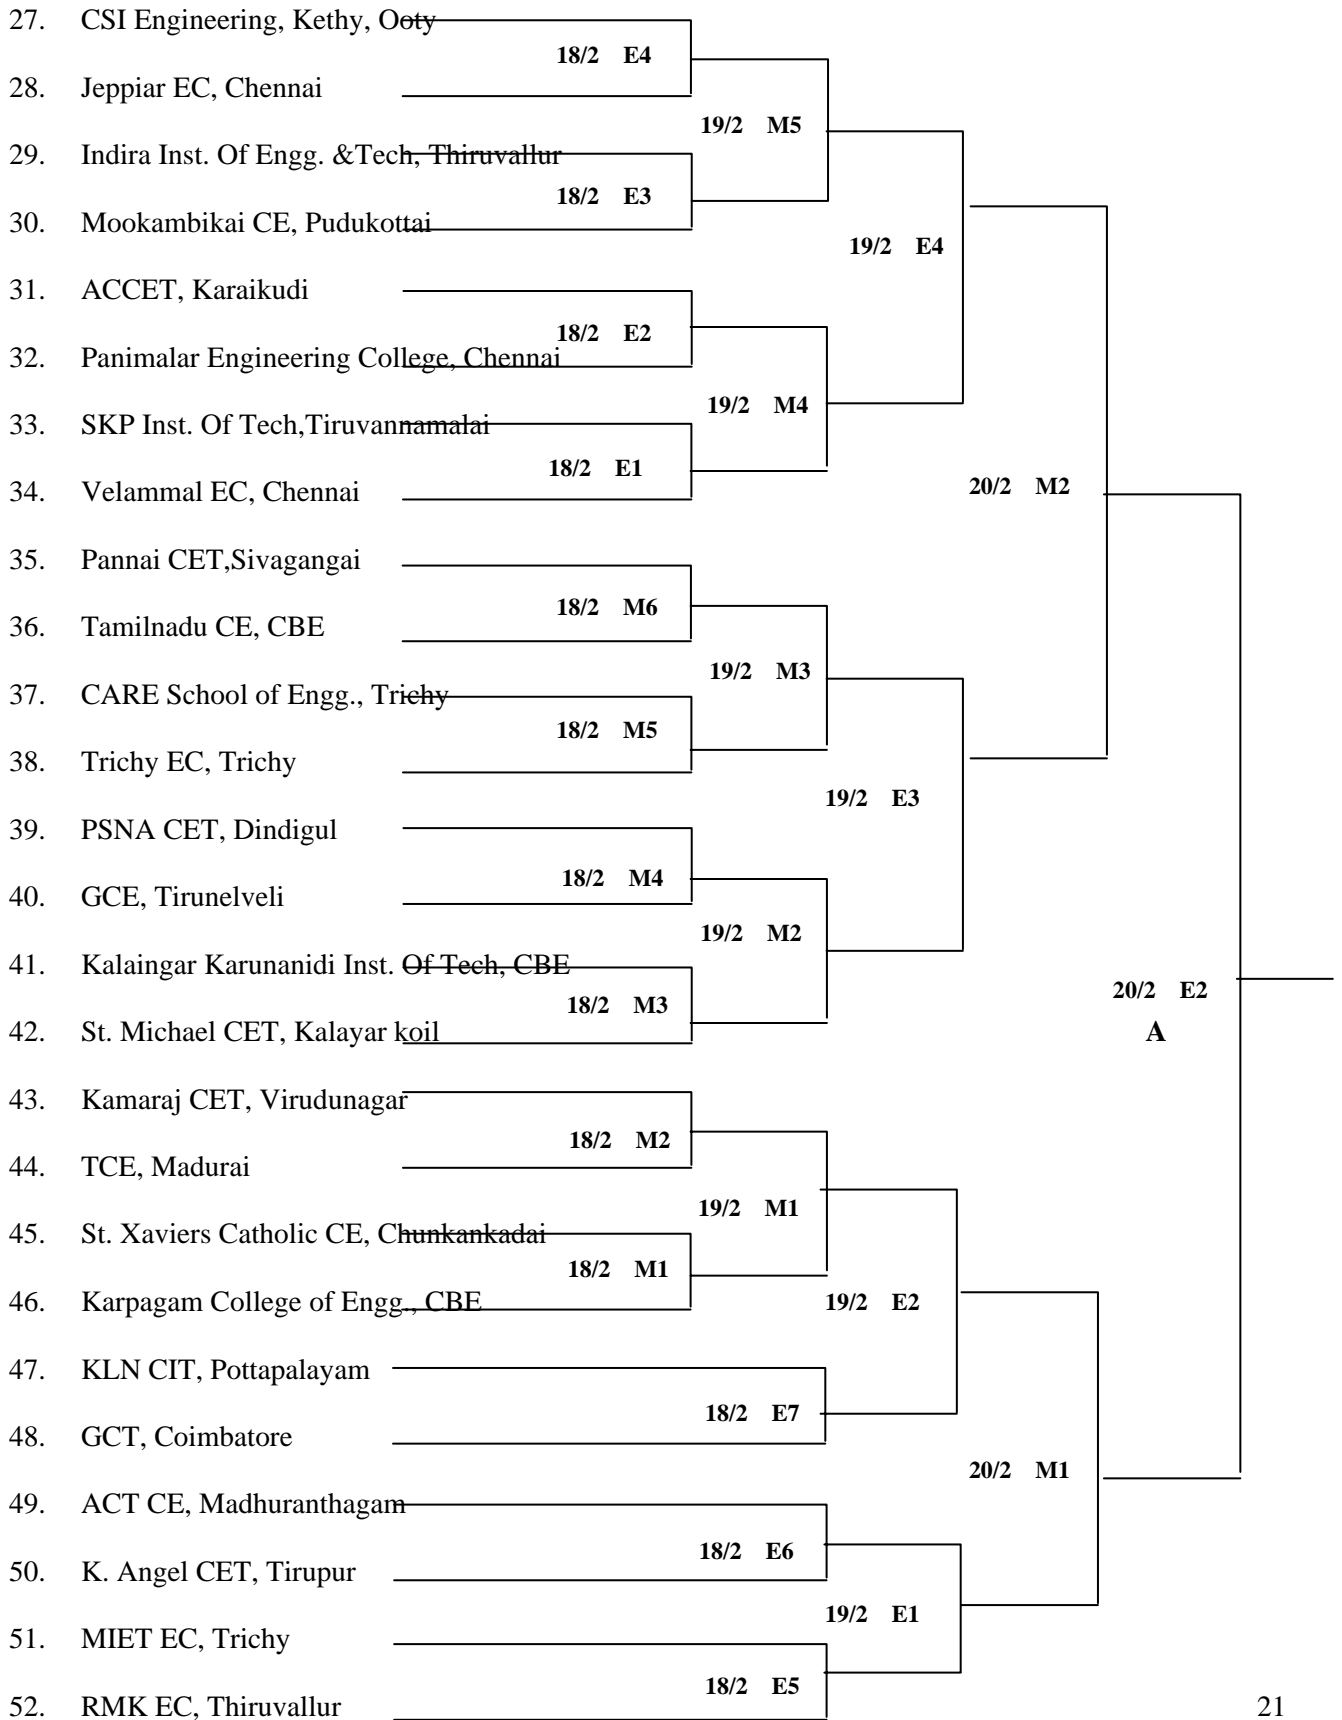 27. CSI Engineering, Kethy, Ooty
18/2 E4
28. Jeppiar EC, Chennai
19/2 M5
29. Indira Inst. Of Engg. &Tech, Thiruvallur
18/2 E3
30. Mookambikai CE, Pudukottai
19/2 E4
31. ACCET, Karaikudi
18/2 E2
32. Panimalar Engineering College, Chennai
19/2 M4
33. SKP Inst. Of Tech,Tiruvannamalai
18/2 E1
34. Velammal EC, Chennai
20/2 M2
35. Pannai CET,Sivagangai
18/2 M6
36. Tamilnadu CE, CBE
19/2 M3
37. CARE School of Engg., Trichy
18/2 M5
38. Trichy EC, Trichy
19/2 E3
39. PSNA CET, Dindigul
18/2 M4
40. GCE, Tirunelveli
19/2 M2
41. Kalaingar Karunanidi Inst. Of Tech, CBE
20/2 E2
18/2 M3
42. St. Michael CET, Kalayar koil
A
43. Kamaraj CET, Virudunagar
18/2 M2
44. TCE, Madurai
19/2 M1
45. St. Xaviers Catholic CE, Chunkankadai
18/2 M1
46. Karpagam College of Engg., CBE
19/2 E2
47. KLN CIT, Pottapalayam
18/2 E7
48. GCT, Coimbatore
20/2 M1
49. ACT CE, Madhuranthagam
18/2 E6
50. K. Angel CET, Tirupur
19/2 E1
51. MIET EC, Trichy
18/2 E5
52. RMK EC, Thiruvallur
21